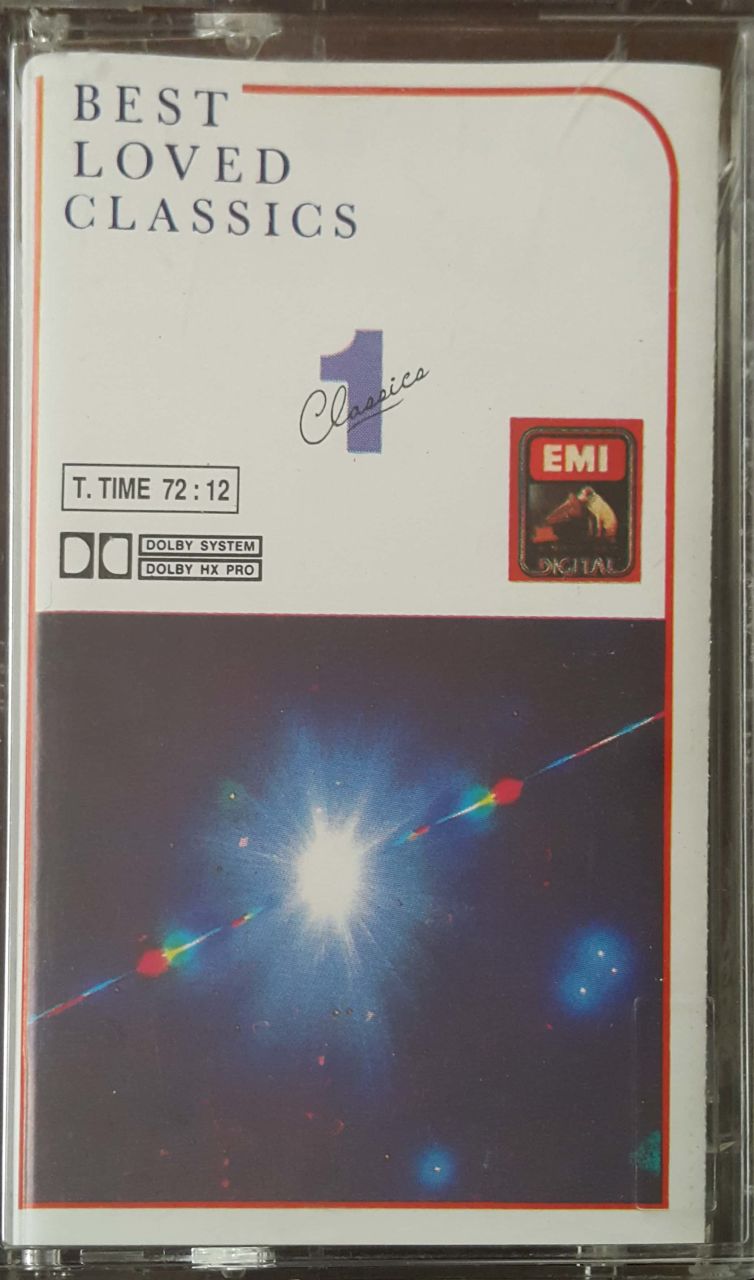 BEST
LOVED
CLASSICS
1
Classics
T. TIME 72:12
EMI
DIGITAL
DOLBY SYSTEM
DOLBY HX PRO